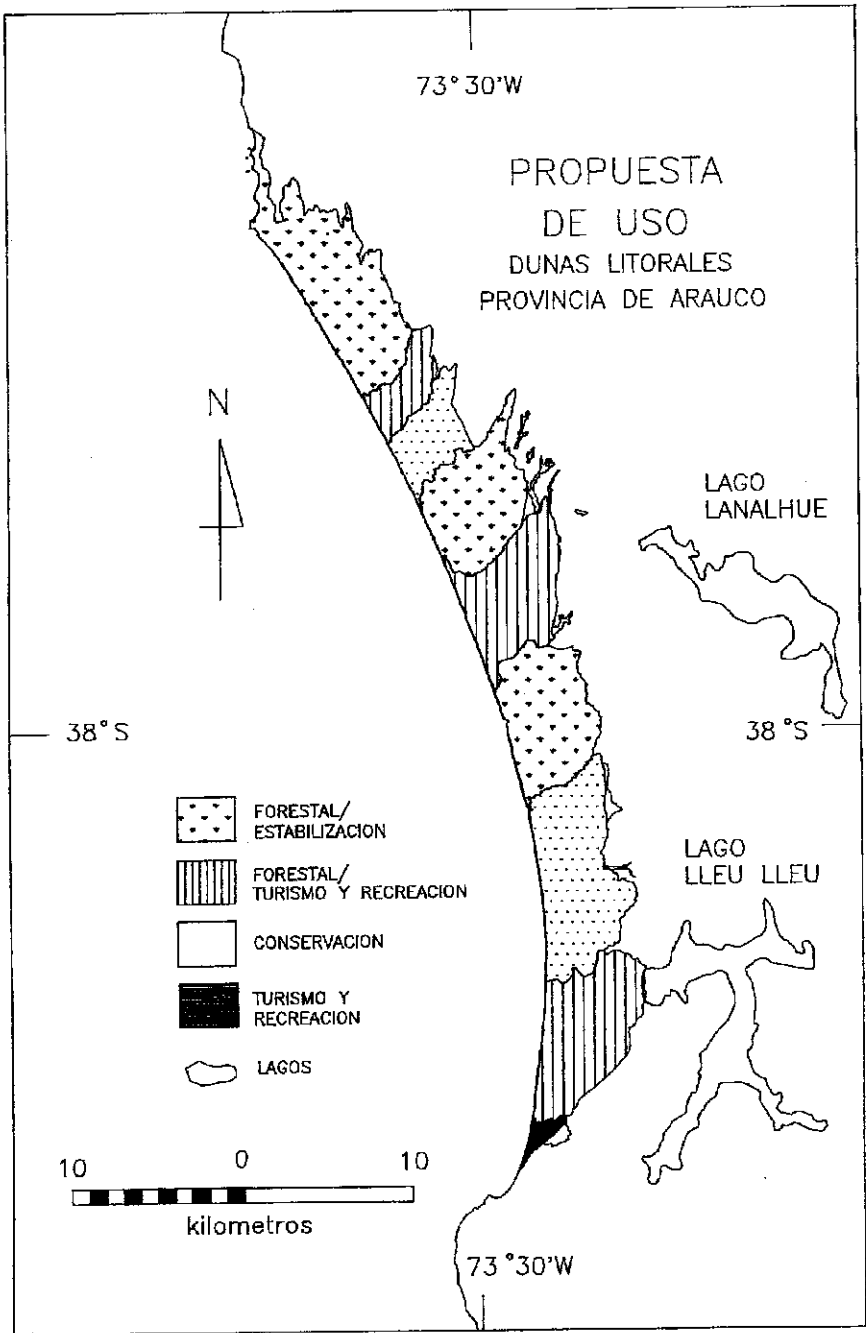 73°30'W
PROPUESTA
DE USO
DUNAS LITORALES
PROVINCIA DE ARAUCO
N
LAGO
LANALHUE
38°S
38°S
FORESTAL/
ESTABILIZACION
FORESTAL/
TURISMO Y RECREACION
CONSERVACION
TURISMO Y
RECREACION
LAGOS
LAGO
LLEU LLEU
10 0 10
kilometros
73°30'W